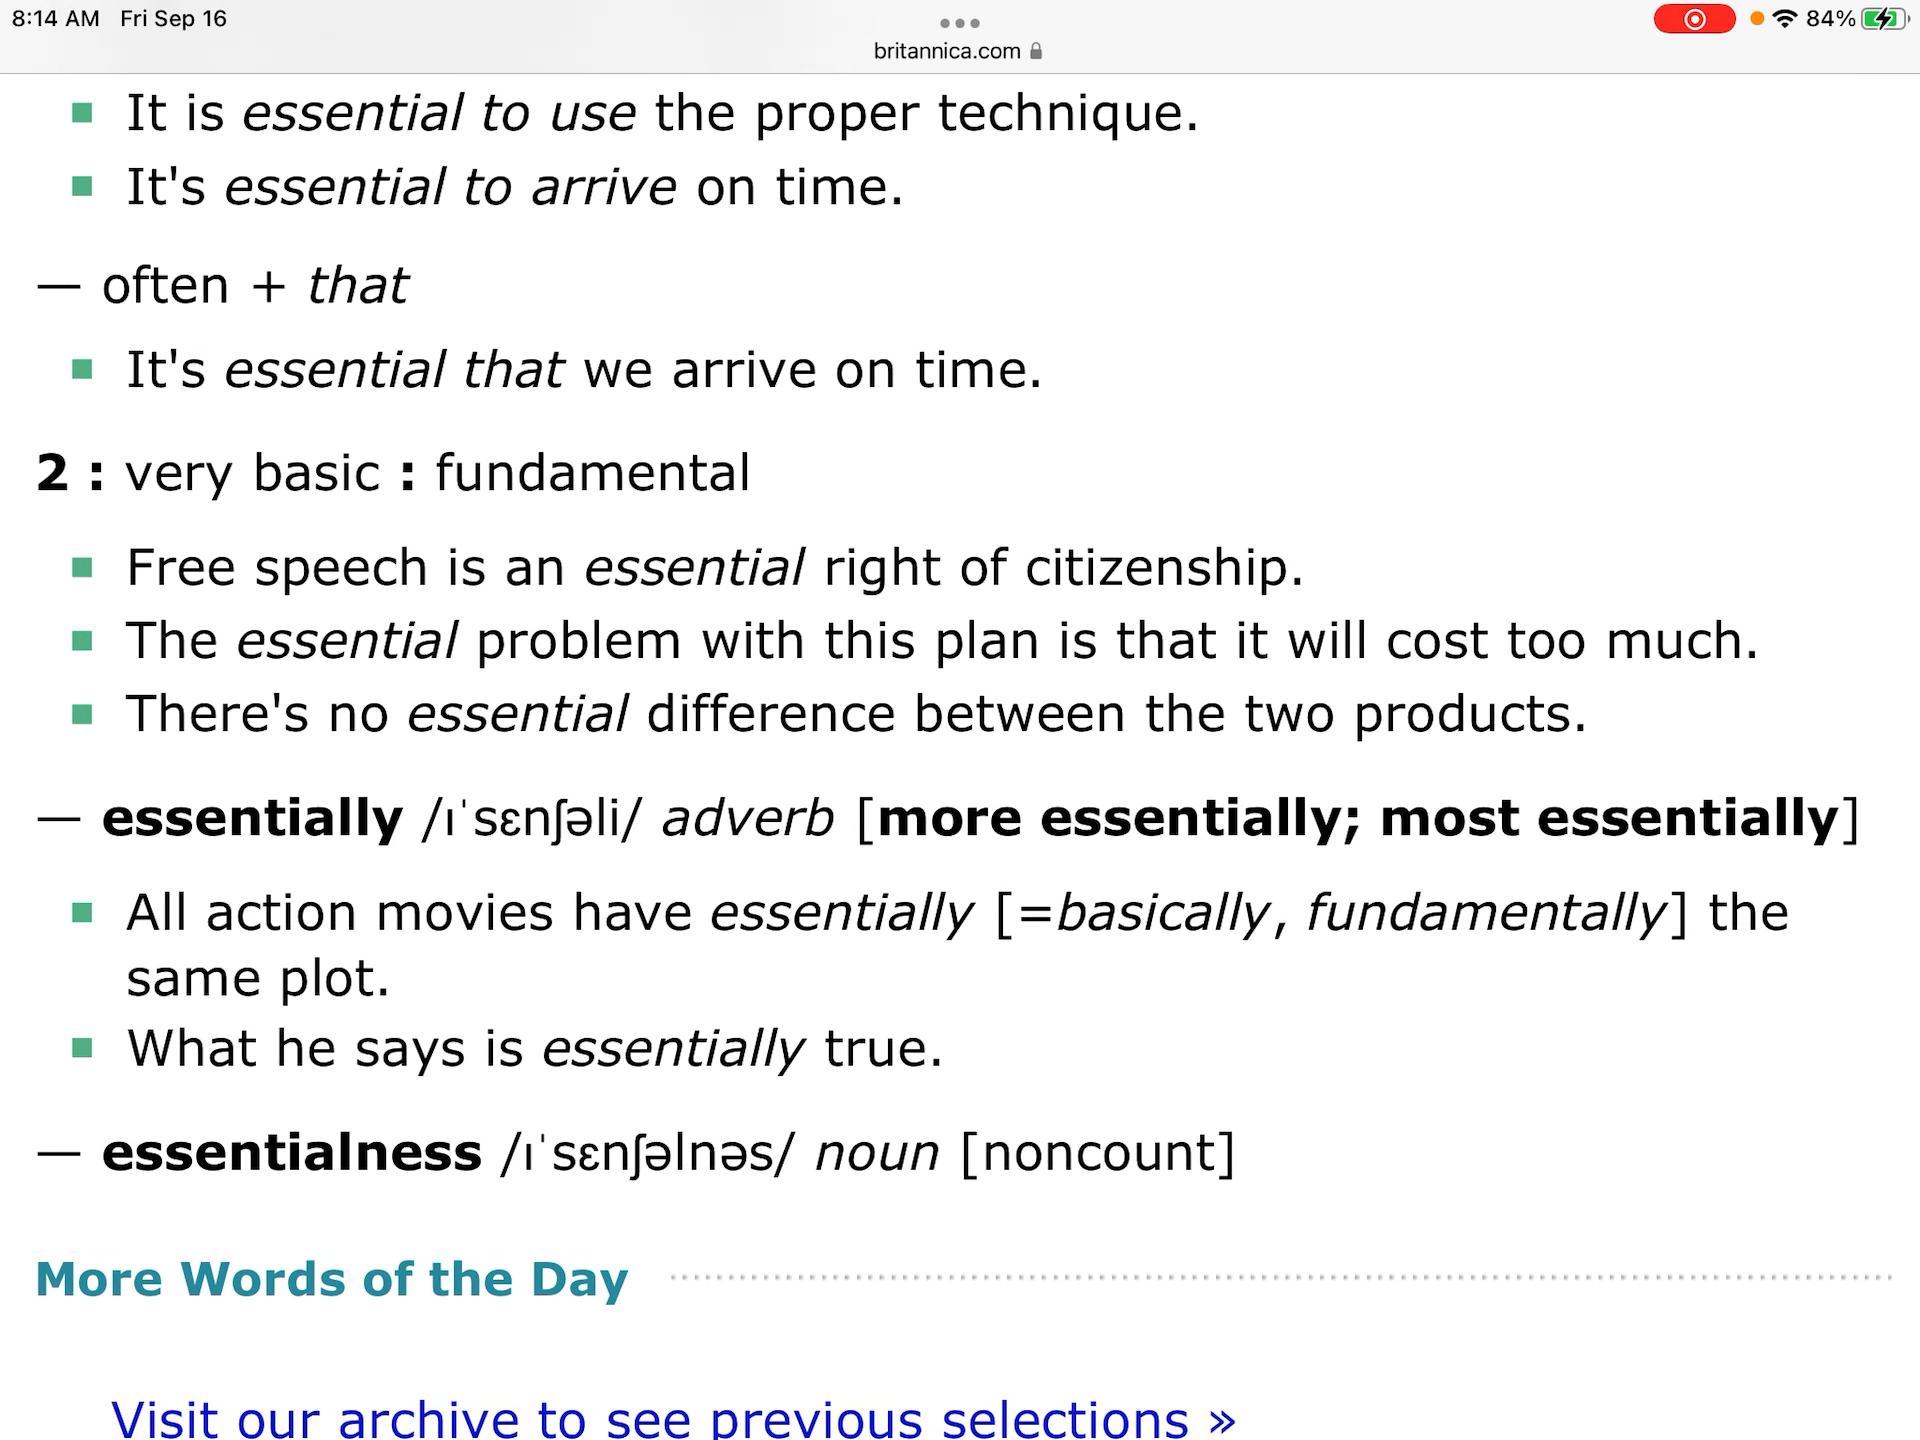 8:14 AM Fri Sep 16
84%
britannica.com
It is essential to use the proper technique.
It's essential to arrive on time.
— often + that
It's essential that we arrive on time.
2 : very basic : fundamental
Free speech is an essential right of citizenship.
The essential problem with this plan is that it will cost too much.
There's no essential difference between the two products.
— essentially /ɪˈsɛnʃəli/ adverb [more essentially; most essentially]
All action movies have essentially [=basically, fundamentally] the
same plot.
What he says is essentially true.
— essentialness /ɪˈsɛnʃəlnəs/ noun [noncount]
More Words of the Day
Visit our archive to see previous selections »